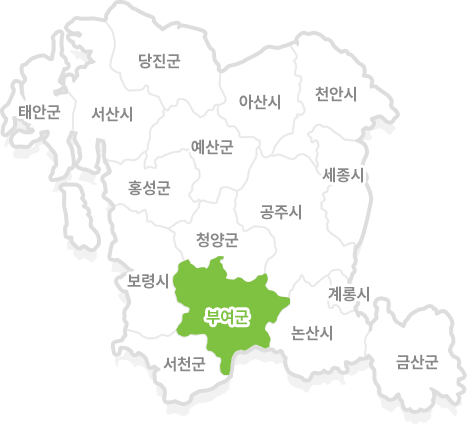 당진군
천안시
아산시
태안군
서산시
예산군
세종시
홍성군
공주시
청양군
보령시
계룡시
부여군
논산시
서천군
금산군